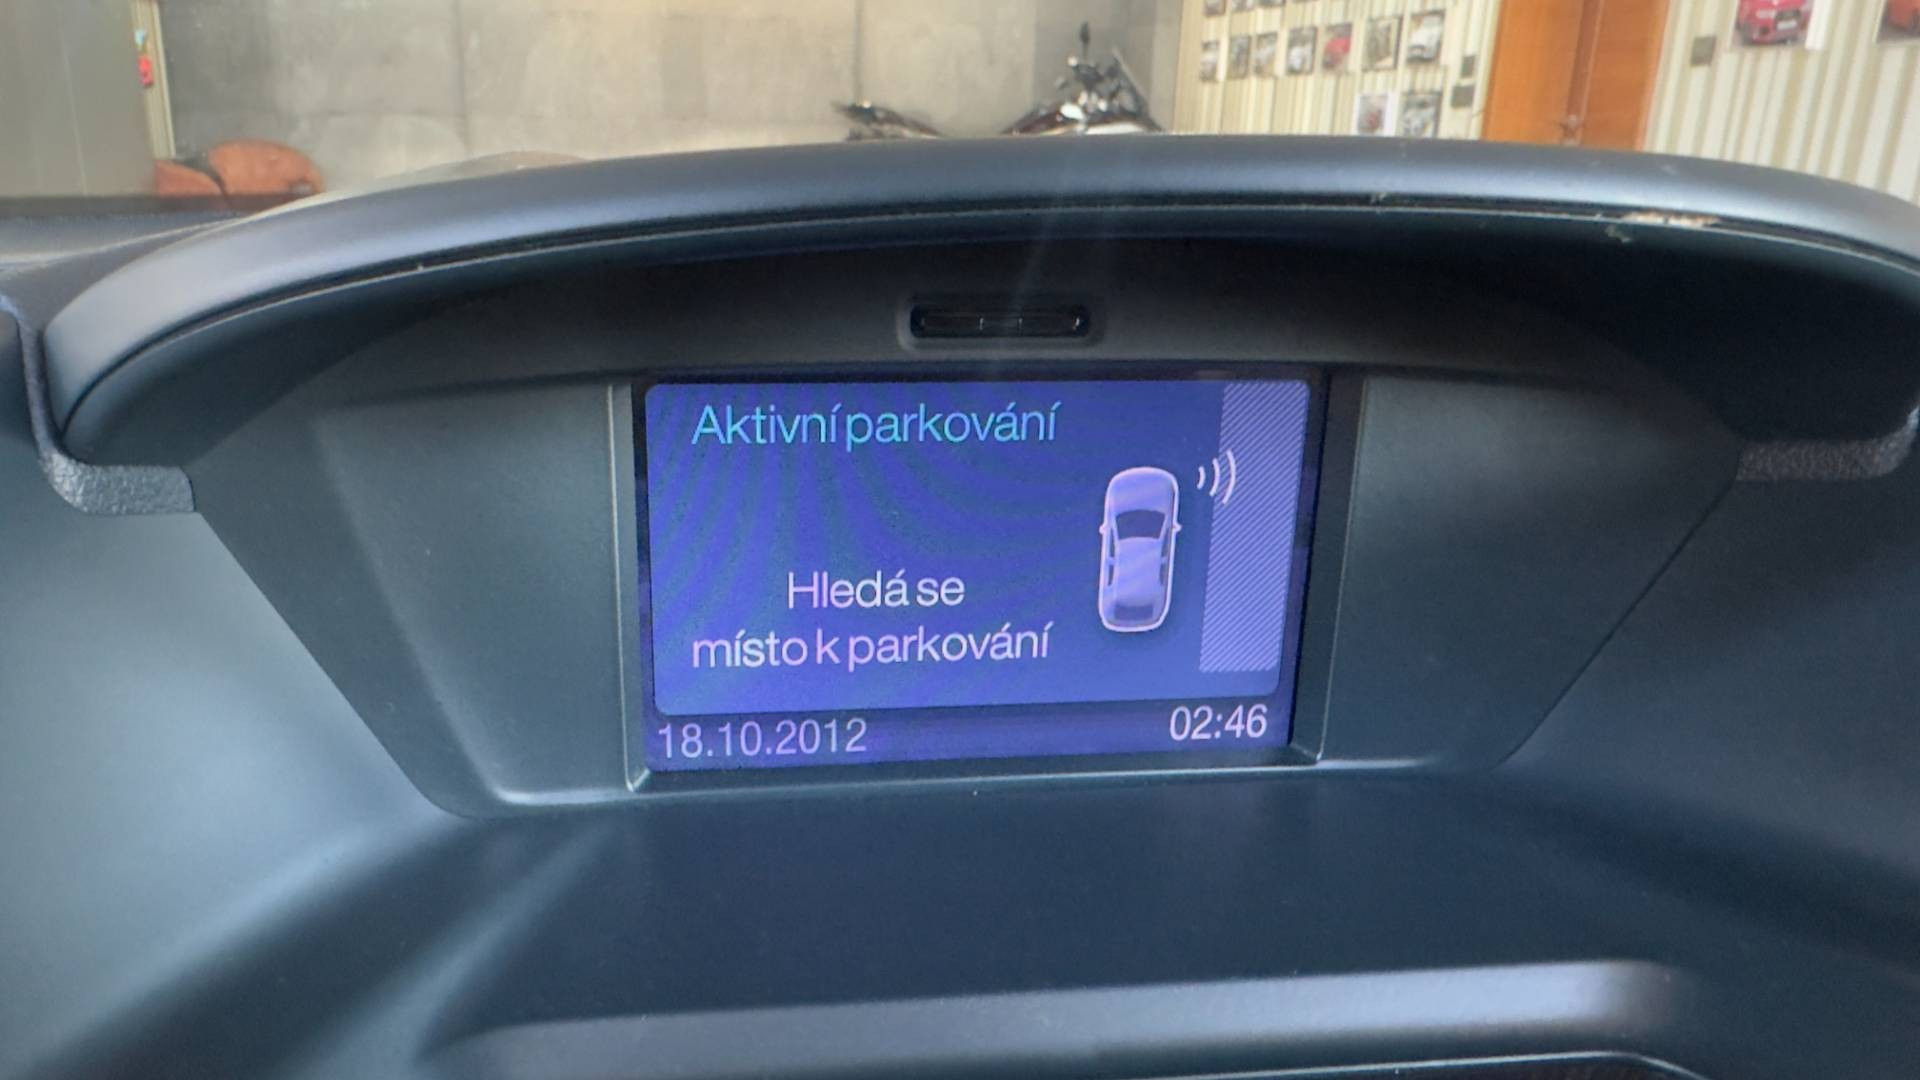 Aktivní parkování
Hledá se
místo k parkování
18.10.2012
02:46